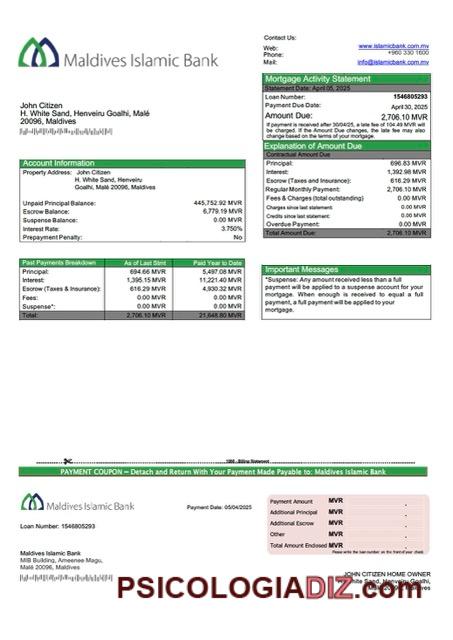 Maldives Islamic Bank
Contact Us:
Web: www.islamicbank.com.mv
Phone: +960 330 1600
Mail: info@islamicbank.com.mv
John Citizen
H. White Sand, Henveiru Goalhi, Malé
20096, Maldives
Mortgage Activity Statement
Statement Date: April 05, 2025
Loan Number: 1546805293
Payment Due Date: April 30, 2025
Amount Due: 2,706.10 MVR
If payment is received after 30/04/25, a late fee of 104.49 MVR will
be charged. If the Amount Due changes, the late fee may also
change based on the terms of your mortgage.
Explanation of Amount Due
Contractual Amount Due
Principal: 696.83 MVR
Interest: 1,392.98 MVR
Escrow (Taxes and Insurance): 616.29 MVR
Regular Monthly Payment: 2,706.10 MVR
Fees & Charges (total outstanding) 0.00 MVR
Charges since last statement: 0.00 MVR
Credits since last statement: 0.00 MVR
Overdue Payment: 0.00 MVR
Total Amount Due: 2,706.10 MVR
Account Information
Property Address: John Citizen
H. White Sand, Henveiru
Goalhi, Malé 20096, Maldives
Unpaid Principal Balance: 445,752.92 MVR
Escrow Balance: 6,779.19 MVR
Suspense Balance: 0.00 MVR
Interest Rate: 3.750%
Prepayment Penalty: No
Past Payments Breakdown As of Last Stmt Paid Year to Date
Principal: 694.66 MVR 5,497.08 MVR
Interest: 1,395.15 MVR 11,221.40 MVR
Escrow (Taxes & Insurance): 616.29 MVR 4,930.32 MVR
Fees: 0.00 MVR 0.00 MVR
Suspense*: 0.00 MVR 0.00 MVR
Total: 2,706.10 MVR 21,648.80 MVR
Important Messages
*Suspense: Any amount received less than a full
payment will be applied to a suspense account for your
mortgage. When enough is received to equal a full
payment, a full payment will be applied to your
mortgage.
Billing Statement
PAYMENT COUPON – Detach and Return With Your Payment Made Payable to: Maldives Islamic Bank
Maldives Islamic Bank
Payment Date: 05/04/2025
Loan Number: 1546805293
Payment Amount MVR .
Additional Principal MVR .
Additional Escrow MVR .
Other MVR .
Total Amount Enclosed MVR .
Please write the loan number on the front of your check.
Maldives Islamic Bank
MIB Building, Ameenee Magu,
Malé 20096, Maldives
JOHN CITIZEN HOME OWNER
H. White Sand, Henveiru Goalhi,
Maldives
PSICOLOGIADIZ.com